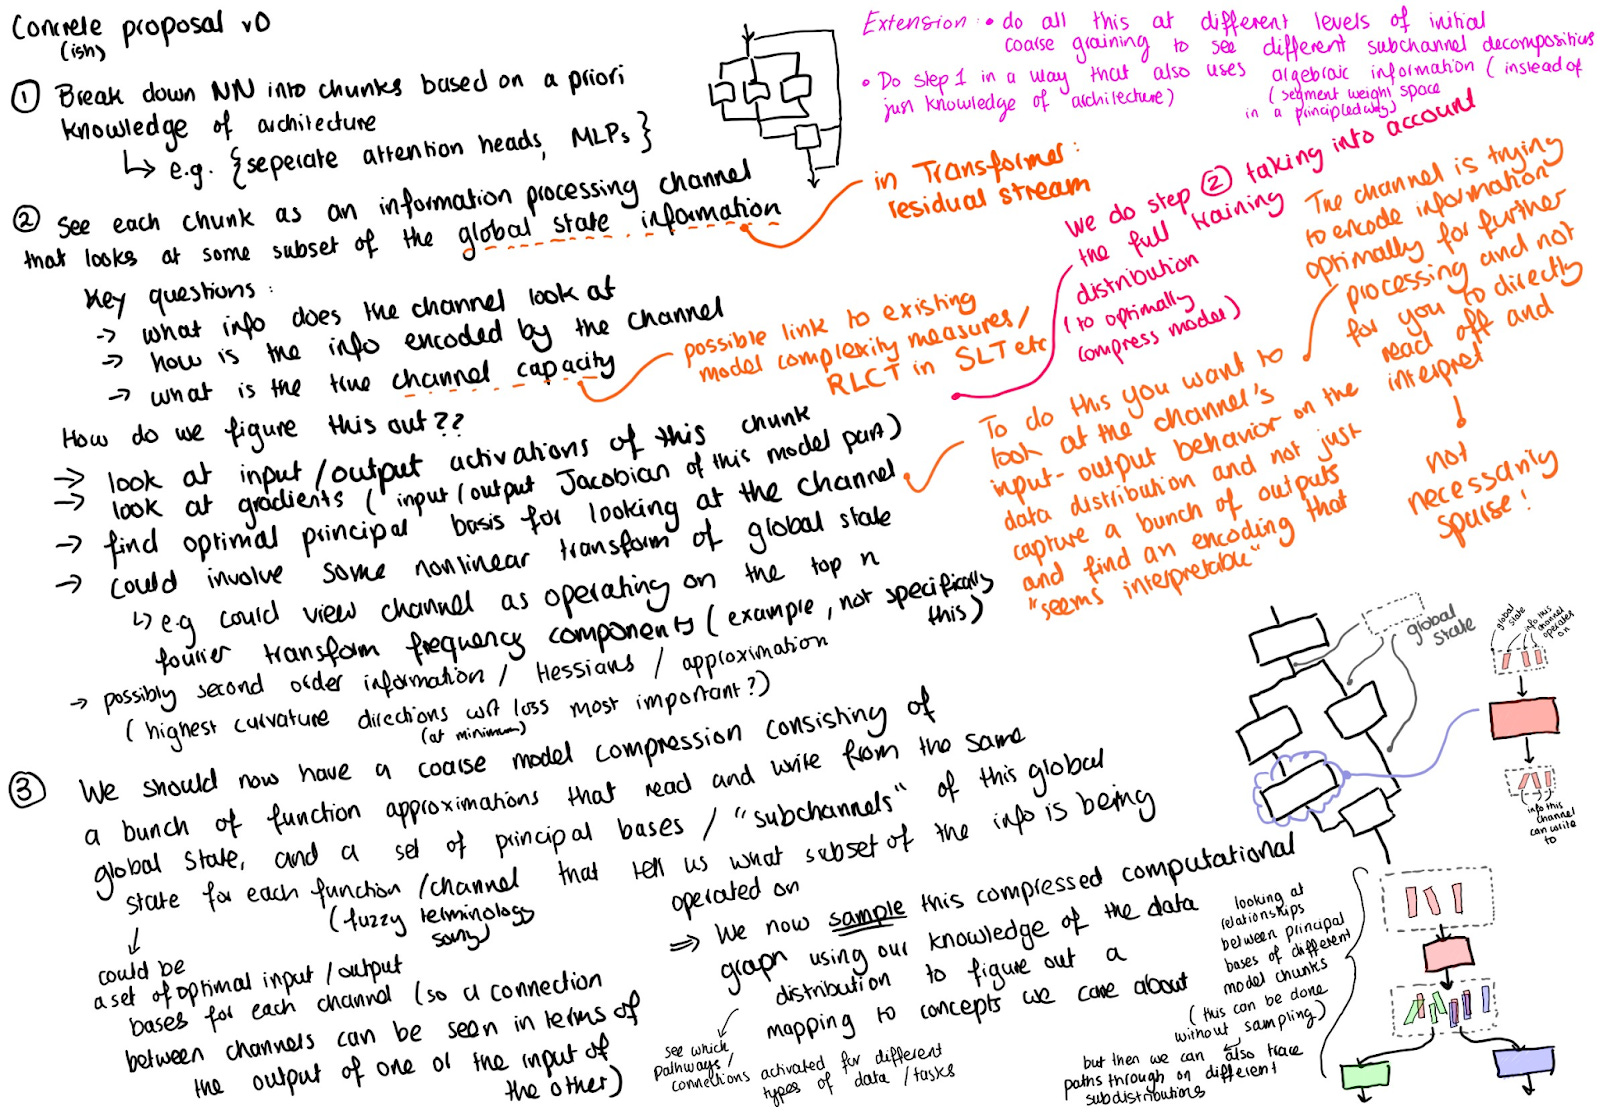 Concrete proposal v0
(ish)
① Break down NN into chunks based on a priori
knowledge of architecture
↳ e.g. {seperate attention heads, MLPs}
② See each chunk as an information processing channel
that looks at some subset of the global state information
Key questions:
→ what info does the channel look at
→ how is the info encoded by the channel
→ what is the true channel capacity
How do we figure this out??
→ look at input/output activations of this chunk
→ look at gradients (input/output Jacobian of this model part)
→ find optimal principal basis for looking at the channel
→ could involve some nonlinear transform of global state
↳ e.g could view channel as operating on the top n
fourier transform frequency components (example, not specifically
this)
→ possibly second order information / Hessians / approximation
(highest curvature directions wrt loss most important?)
(at minimum)
③ We should now have a coarse model compression consisting of
a bunch of function approximations that read and write from the same
global state, and a set of principal bases / "subchannels" of this global
state for each function/channel that tell us what subset of the info is being
operated on
(fuzzy terminology
sorry)
↓
could be
a set of optimal input/output
bases for each channel (so a connection
between channels can be seen in terms of
the output of one or the input of
the other)
⇒ We now sample this compressed computational
graph using our knowledge of the data
distribution to figure out a
mapping to concepts we care about
see which
pathways/
connections activated for different
types of data/tasks
Extension: • do all this at different levels of initial
coarse graining to see different subchannel decompositions
• Do step 1 in a way that also uses algebraic information (instead of
just knowledge of architecture)
(segment weight space
in a principled way)
in Transformer:
residual stream
We do step ② taking into account
the full training
distribution
(to optimally
compress model)
The channel is trying
to encode information
optimally for further
processing and not
for you to directly
read off and
interpret
↓
not
necessarily
sparse!
possible link to existing
model complexity measures/
RLCT in SLT etc
To do this you want to
look at the channel's
input-output behavior on the
data distribution and not just
capture a bunch of outputs
and find an encoding that
"seems interpretable"
global
state
global
state
info this
channel
operates
on
info this
channel
can write
to
looking at
relationships
between principal
bases of different
model chunks
(this can be done
without sampling)
but then we can also trace
paths through on different
subdistributions